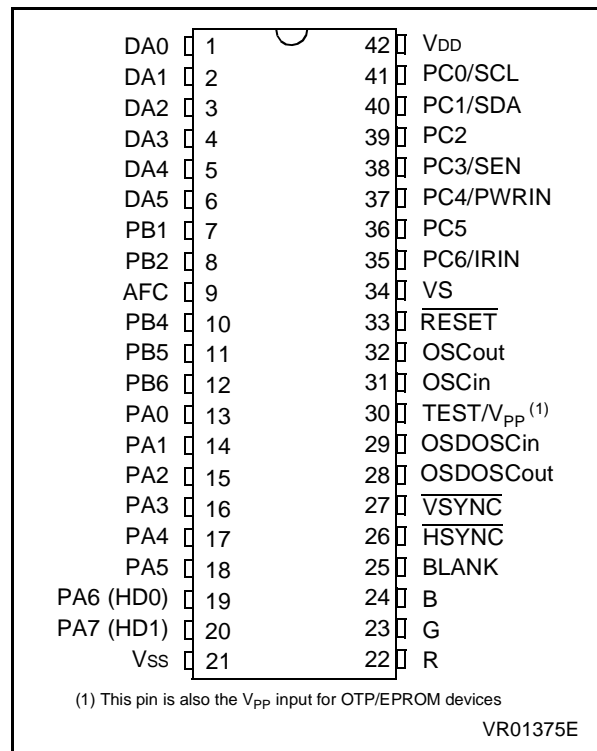 DA0 1 42 VDD
DA1 2 41 PC0/SCL
DA2 3 40 PC1/SDA
DA3 4 39 PC2
DA4 5 38 PC3/SEN
DA5 6 37 PC4/PWRIN
PB1 7 36 PC5
PB2 8 35 PC6/IRIN
AFC 9 34 VS
PB4 10 33 RESET
PB5 11 32 OSCout
PB6 12 31 OSCin
PA0 13 30 TEST/VPP (1)
PA1 14 29 OSDOSCin
PA2 15 28 OSDOSCout
PA3 16 27 VSYNC
PA4 17 26 HSYNC
PA5 18 25 BLANK
PA6 (HD0) 19 24 B
PA7 (HD1) 20 23 G
VSS 21 22 R
(1) This pin is also the VPP input for OTP/EPROM devices
VR01375E